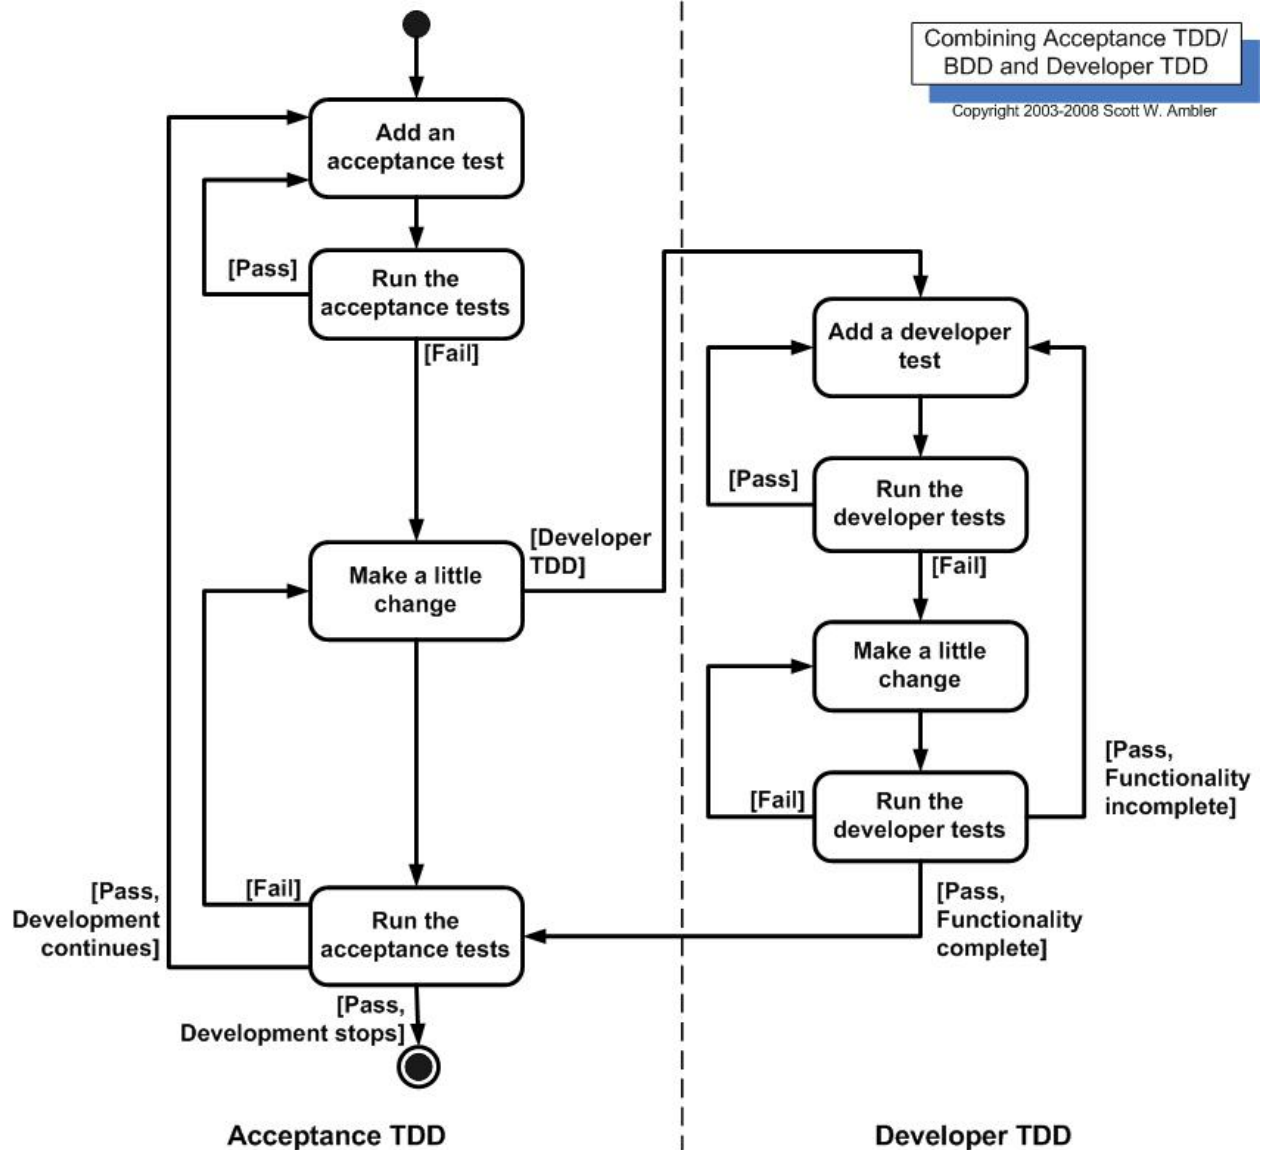 Combining Acceptance TDD/
BDD and Developer TDD
Copyright 2003-2008 Scott W. Ambler
Add an
acceptance test
[Pass]
Run the
acceptance tests
[Fail]
Make a little
change
[Developer
TDD]
[Fail]
Run the
acceptance tests
[Pass,
Development
continues]
[Pass,
Development stops]
Acceptance TDD
Add a developer
test
[Pass]
Run the
developer tests
[Fail]
Make a little
change
[Fail]
Run the
developer tests
[Pass,
Functionality
incomplete]
[Pass,
Functionality
complete]
Developer TDD